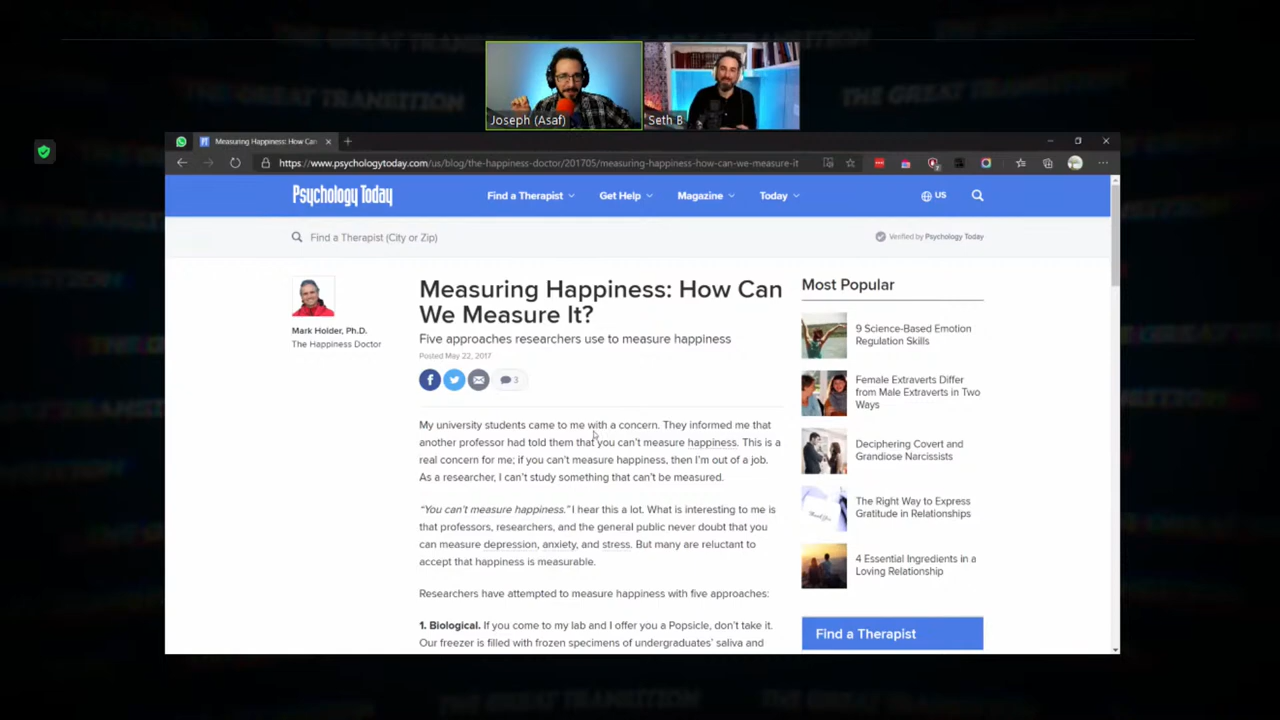 THE GREAT TRANSITION
THE GREAT TRANSITION
Joseph (Asaf)
Seth B
Measuring Happiness: How Can
https://www.psychologytoday.com/us/blog/the-happiness-doctor/201705/measuring-happiness-how-can-we-measure-it
Psychology Today
Find a Therapist
Get Help
Magazine
Today
US
Find a Therapist (City or Zip)
Verified by Psychology Today
Mark Holder, Ph.D.
The Happiness Doctor
Measuring Happiness: How Can
We Measure It?
Five approaches researchers use to measure happiness
Posted May 22, 2017
3
My university students came to me with a concern. They informed me that
another professor had told them that you can't measure happiness. This is a
real concern for me; if you can't measure happiness, then I'm out of a job.
As a researcher, I can't study something that can't be measured.
"You can't measure happiness." I hear this a lot. What is interesting to me is
that professors, researchers, and the general public never doubt that you
can measure depression, anxiety, and stress. But many are reluctant to
accept that happiness is measurable.
Researchers have attempted to measure happiness with five approaches:
1. Biological. If you come to my lab and I offer you a Popsicle, don't take it.
Our freezer is filled with frozen specimens of undergraduates' saliva and
Most Popular
9 Science-Based Emotion
Regulation Skills
Female Extraverts Differ
from Male Extraverts in Two
Ways
Deciphering Covert and
Grandiose Narcissists
The Right Way to Express
Gratitude in Relationships
4 Essential Ingredients in a
Loving Relationship
Find a Therapist
THE GREAT TRANSITION